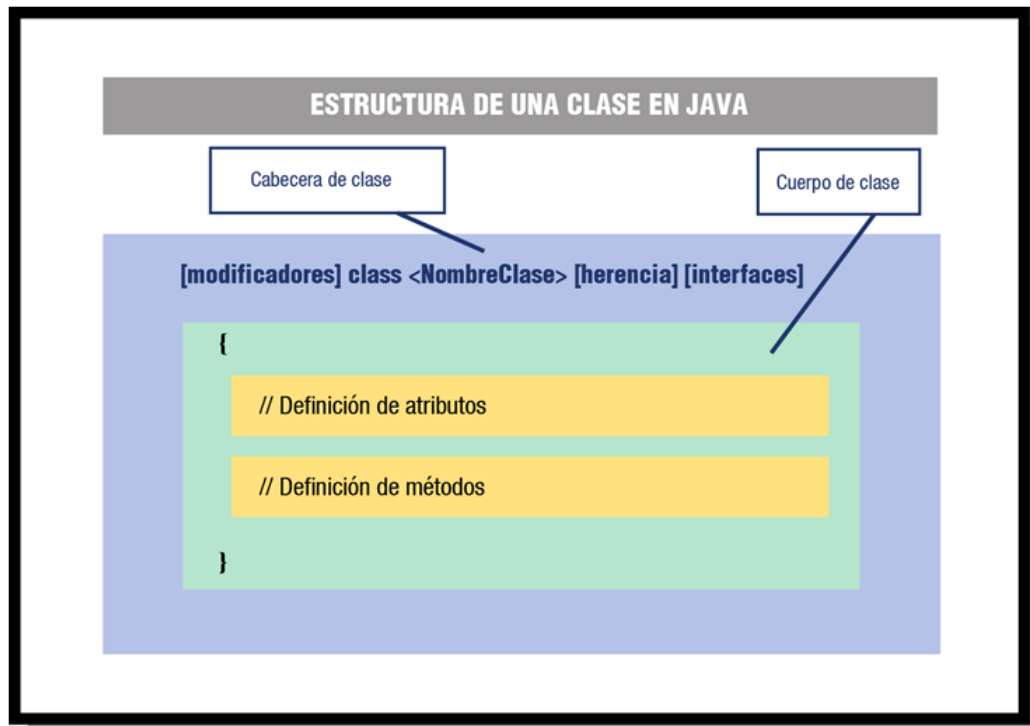 ESTRUCTURA DE UNA CLASE EN JAVA
Cabecera de clase
Cuerpo de clase
[modificadores] class <NombreClase> [herencia] [interfaces]
{
// Definición de atributos
// Definición de métodos
}